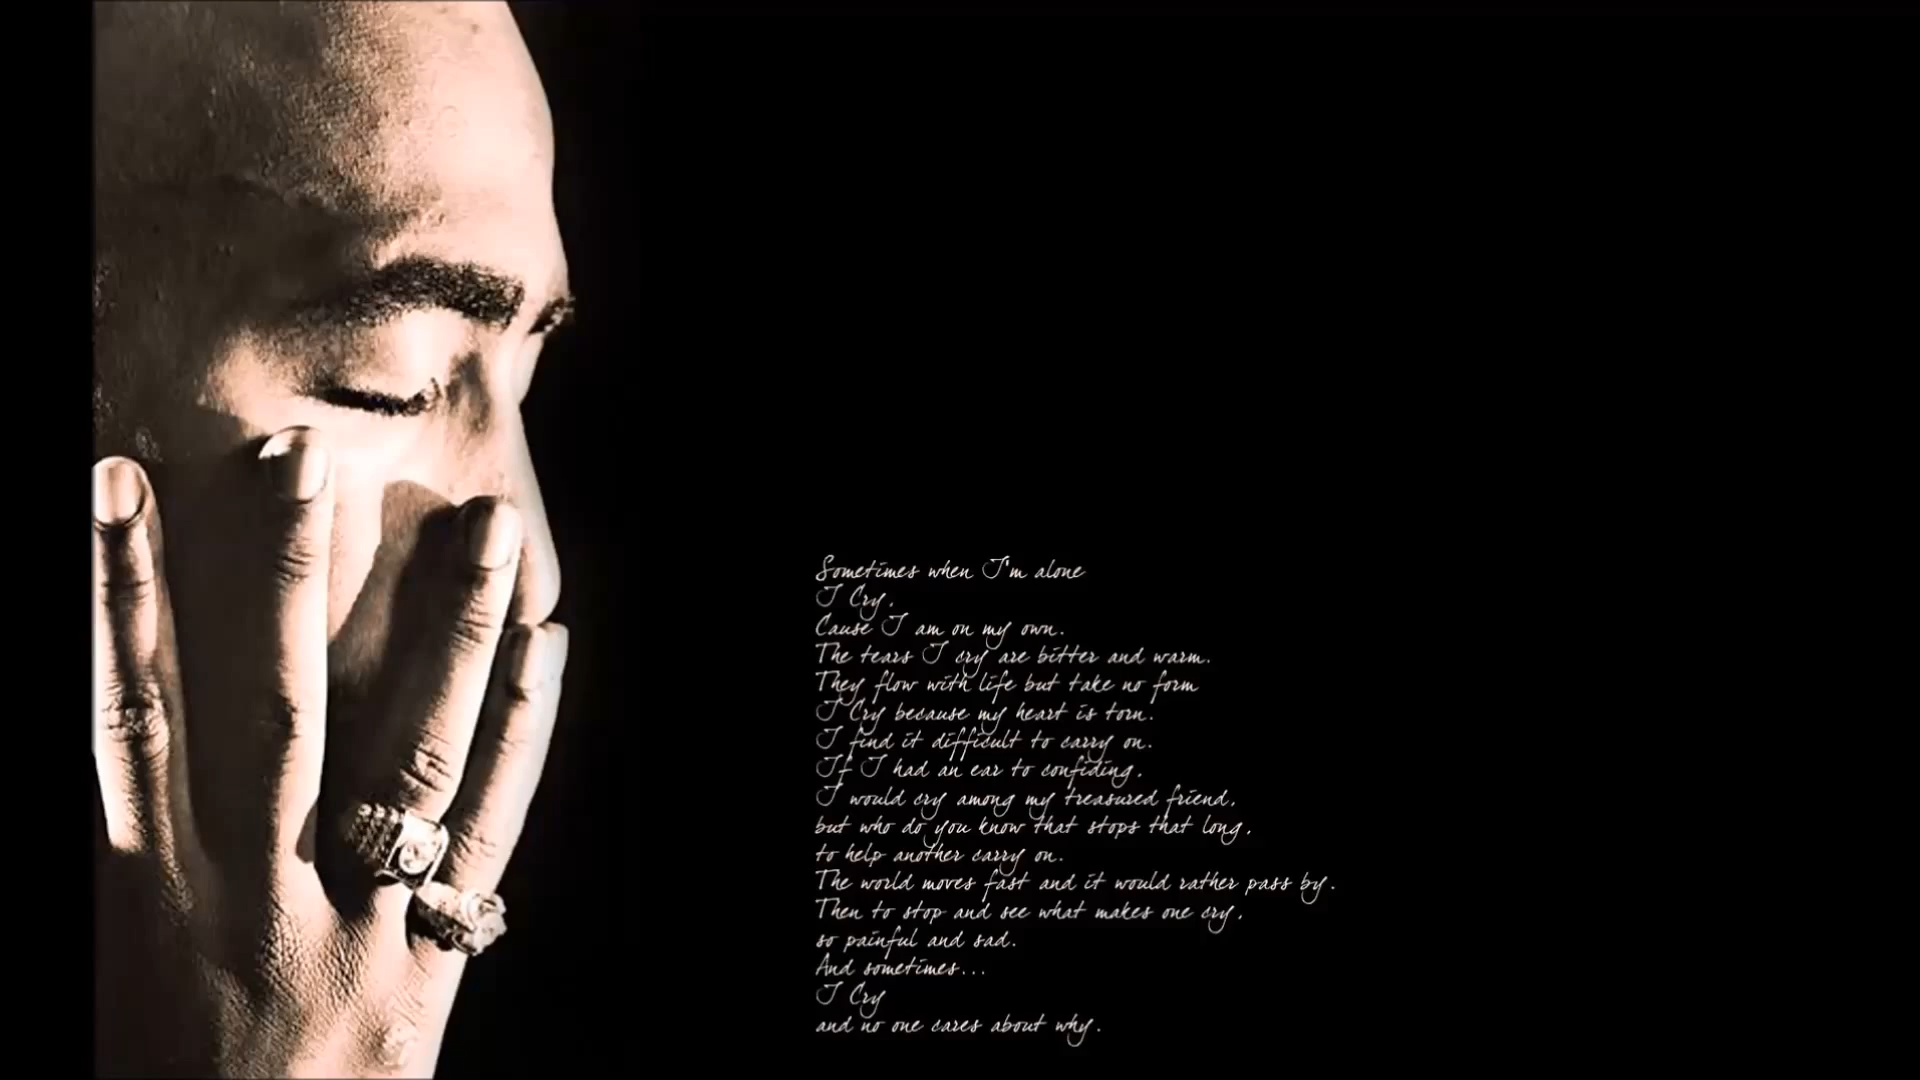 Sometimes when I'm alone
I Cry,
Cause I am on my own.
The tears I cry are bitter and warm.
They flow with life but take no form
I Cry because my heart is torn.
I find it difficult to carry on.
If I had an ear to confiding,
I would cry among my treasured friend,
but who do you know that stops that long,
to help another carry on.
The world moves fast and it would rather pass by.
Then to stop and see what makes one cry,
so painful and sad.
And sometimes...
I Cry
and no one cares about why.